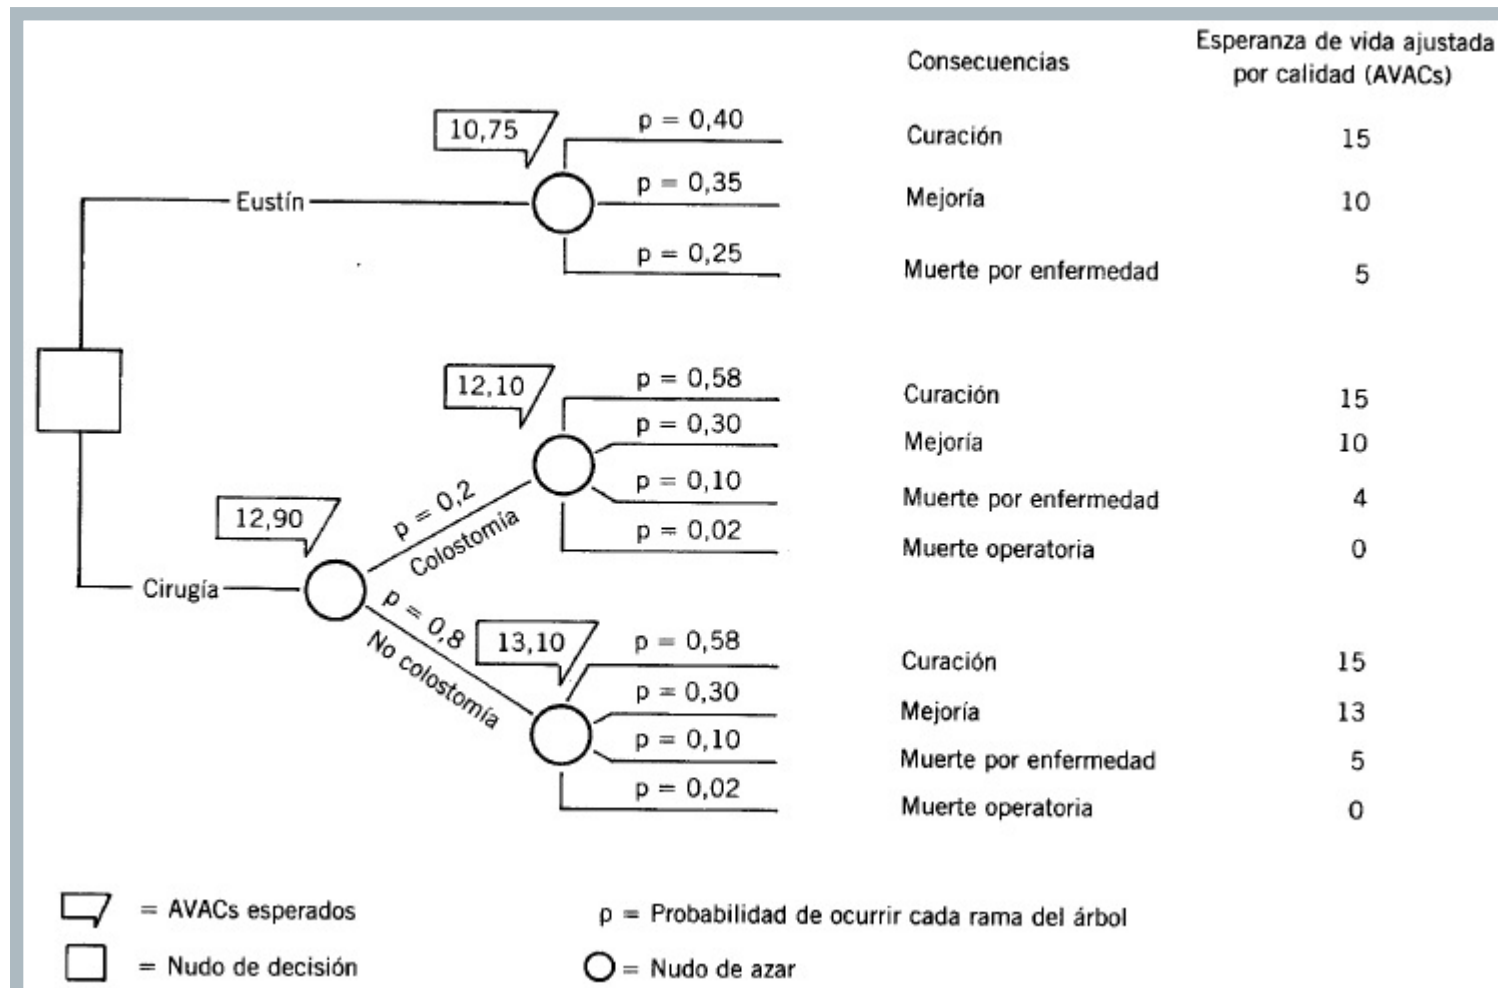 Consecuencias
Esperanza de vida ajustada
por calidad (AVACs)
10,75
p = 0,40
Curación
15
Eustín
p = 0,35
Mejoría
10
p = 0,25
Muerte por enfermedad
5
12,10
p = 0,58
Curación
15
p = 0,30
Mejoría
10
p = 0,10
Muerte por enfermedad
4
p = 0,02
Muerte operatoria
0
12,90
p = 0,2
Colostomía
Cirugía
p = 0,8
No colostomía
13,10
p = 0,58
Curación
15
p = 0,30
Mejoría
13
p = 0,10
Muerte por enfermedad
5
p = 0,02
Muerte operatoria
0
= AVACs esperados
p = Probabilidad de ocurrir cada rama del árbol
= Nudo de decisión
= Nudo de azar